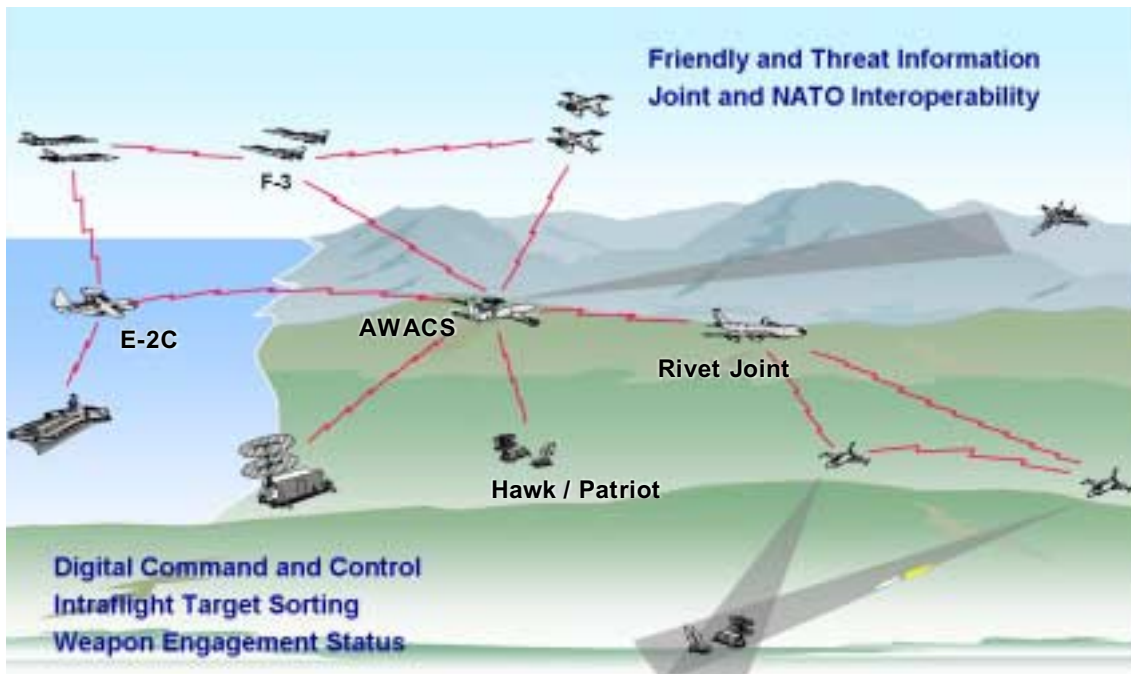 Friendly and Threat Information
Joint and NATO Interoperability
F-3
E-2C
AWACS
Rivet Joint
Hawk / Patriot
Digital Command and Control
Intraflight Target Sorting
Weapon Engagement Status